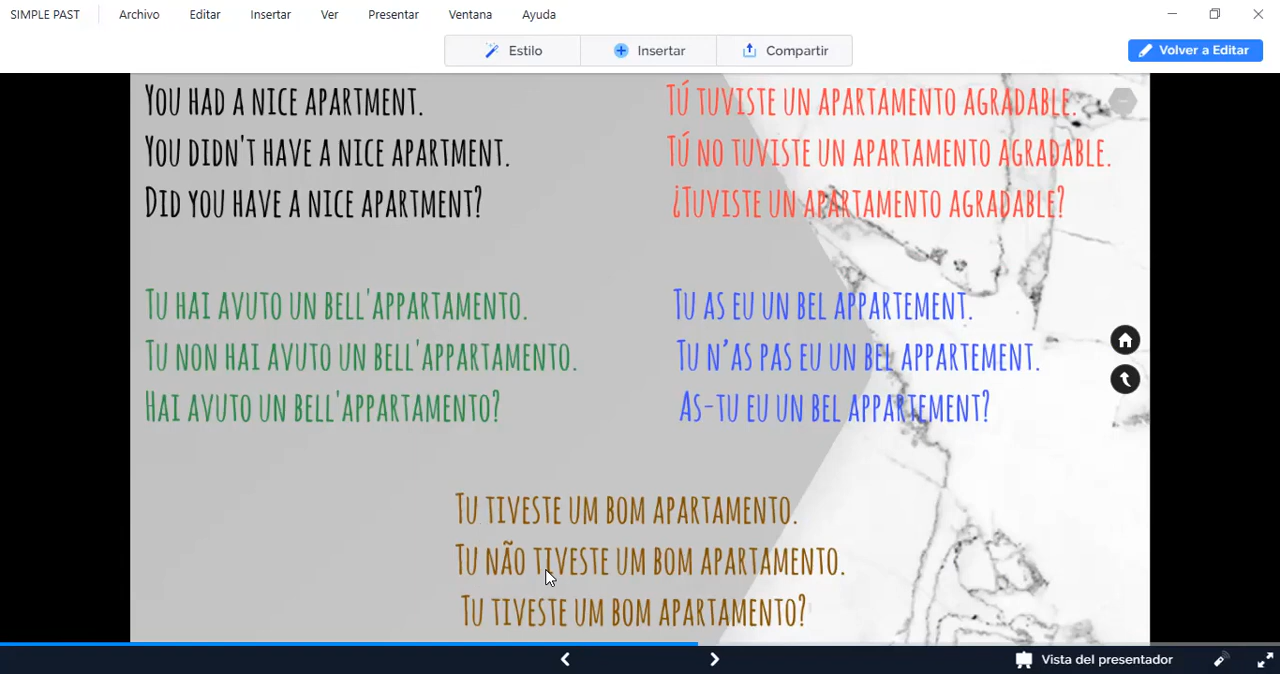 SIMPLE PAST
Archivo Editar Insertar Ver Presentar Ventana Ayuda
Estilo Insertar Compartir
Volver a Editar
You had a nice apartment.
You didn't have a nice apartment.
Did you have a nice apartment?
Tú tuviste un apartamento agradable.
Tú no tuviste un apartamento agradable.
¿Tuviste un apartamento agradable?
Tu hai avuto un bell'appartamento.
Tu non hai avuto un bell'appartamento.
Hai avuto un bell'appartamento?
Tu as eu un bel appartement.
Tu n’as pas eu un bel appartement.
As-tu eu un bel appartement?
Tu tiveste um bom apartamento.
Tu não tiveste um bom apartamento.
Tu tiveste um bom apartamento?
Vista del presentador